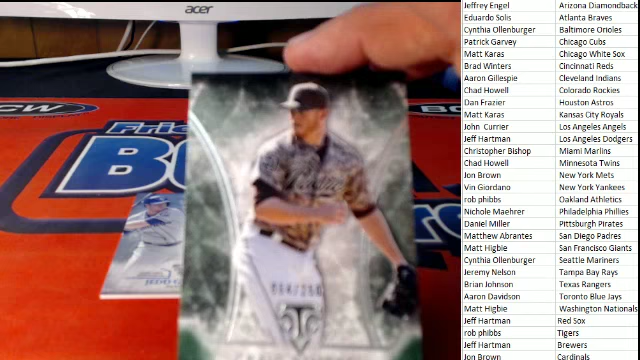 acer
Jeffrey Engel Arizona Diamondback
Eduardo Solis Atlanta Braves
Cynthia Ollenburger Baltimore Orioles
Patrick Garvey Chicago Cubs
Matt Karas Chicago White Sox
Brad Winters Cincinnati Reds
Aaron Gillespie Cleveland Indians
Chad Howell Colorado Rockies
Dan Frazier Houston Astros
Matt Karas Kansas City Royals
John Currier Los Angeles Angels
Jeff Hartman Los Angeles Dodgers
Christopher Bishop Miami Marlins
Chad Howell Minnesota Twins
Jon Brown New York Mets
Vin Giordano New York Yankees
rob phibbs Oakland Athletics
Nichole Maehrer Philadelphia Phillies
Daniel Miller Pittsburgh Pirates
Matthew Abrantes San Diego Padres
Matt Higbie San Francisco Giants
Cynthia Ollenburger Seattle Mariners
Jeremy Nelson Tampa Bay Rays
Brian Johnson Texas Rangers
Aaron Davidson Toronto Blue Jays
Matt Higbie Washington Nationals
Jeff Hartman Red Sox
rob phibbs Tigers
Jeff Hartman Brewers
Jon Brown Cardinals